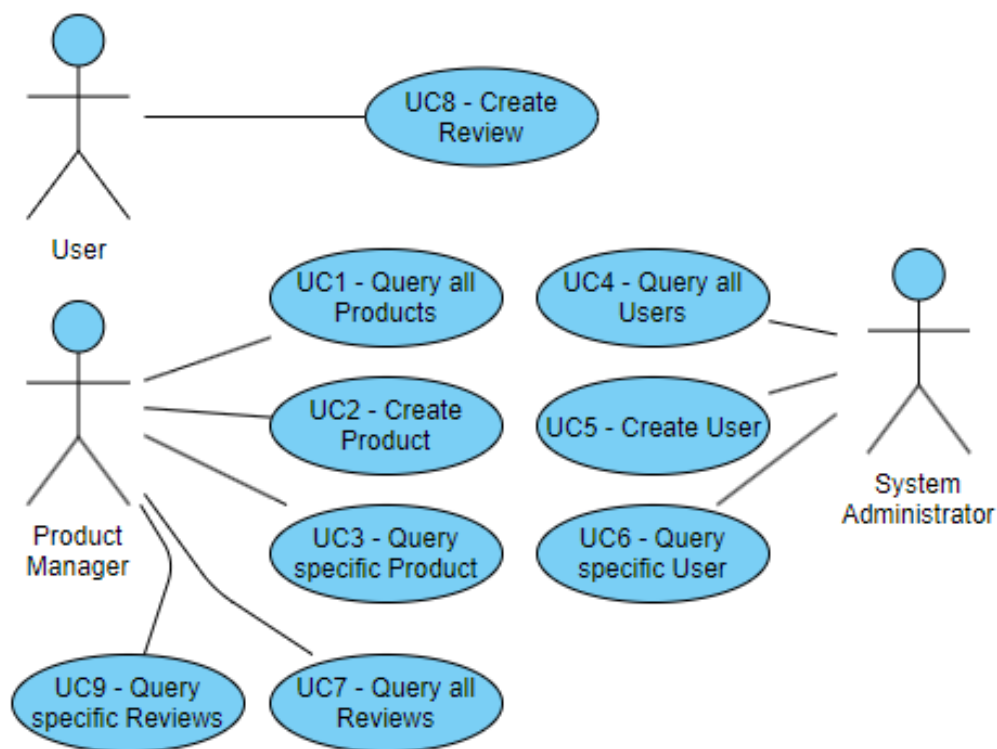 UC8 - Create
Review
User
UC1 - Query all
Products
UC4 - Query all
Users
UC2 - Create
Product
UC5 - Create User
System
Administrator
Product
Manager
UC3 - Query
specific Product
UC6 - Query
specific User
UC9 - Query
specific Reviews
UC7 - Query all
Reviews